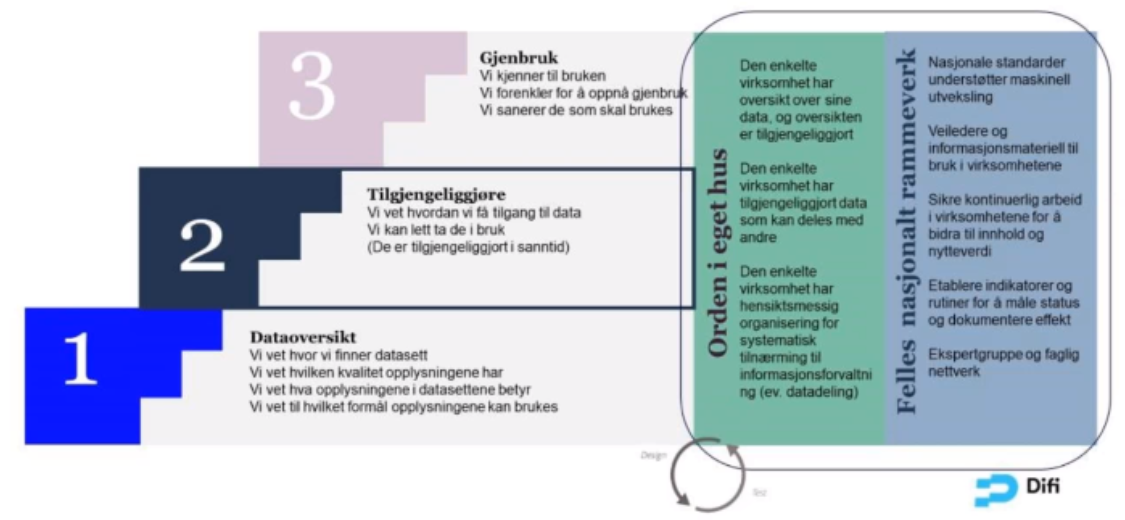 3
Gjenbruk
Vi kjenner til bruken
Vi forenkler for å oppnå gjenbruk
Vi sanerer de som skal brukes
2
Tilgjengeliggjøre
Vi vet hvordan vi få tilgang til data
Vi kan lett ta de i bruk
(De er tilgjengeliggjort i sanntid)
1
Dataoversikt
Vi vet hvor vi finner datasett
Vi vet hvilken kvalitet opplysningene har
Vi vet hva opplysningene i datasettene betyr
Vi vet til hvilket formål opplysningene kan brukes
Orden i eget hus
Den enkelte
virksomhet har
oversikt over sine
data, og oversikten
er tilgjengeliggjort
Den enkelte
virksomhet har
tilgjengeliggjort data
som kan deles med
andre
Den enkelte
virksomhet har
hensiktsmessig
organisering for
systematisk
tilnærming til
informasjonsforvaltni
ng (ev. datadeling)
Felles nasjonalt rammeverk
Nasjonale standarder
understøtter maskinell
utveksling
Veiledere og
informasjonsmateriell til
bruk i virksomhetene
Sikre kontinuerlig arbeid
i virksomhetene for å
bidra til innhold og
nytteverdi
Etablere indikatorer og
rutiner for å måle status
og dokumentere effekt
Ekspertgruppe og faglig
nettverk
Design
Test
Difi